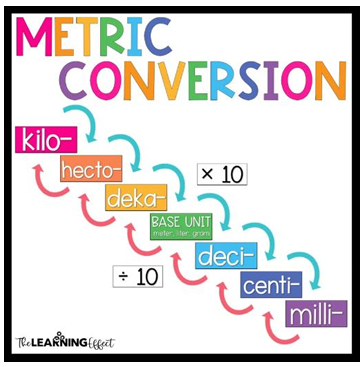 METRIC
CONVERSION
kilo-
hecto-
deka-
× 10
BASE UNIT
meter, liter, gram
deci-
÷ 10
centi-
milli-
The LEARNING Effect